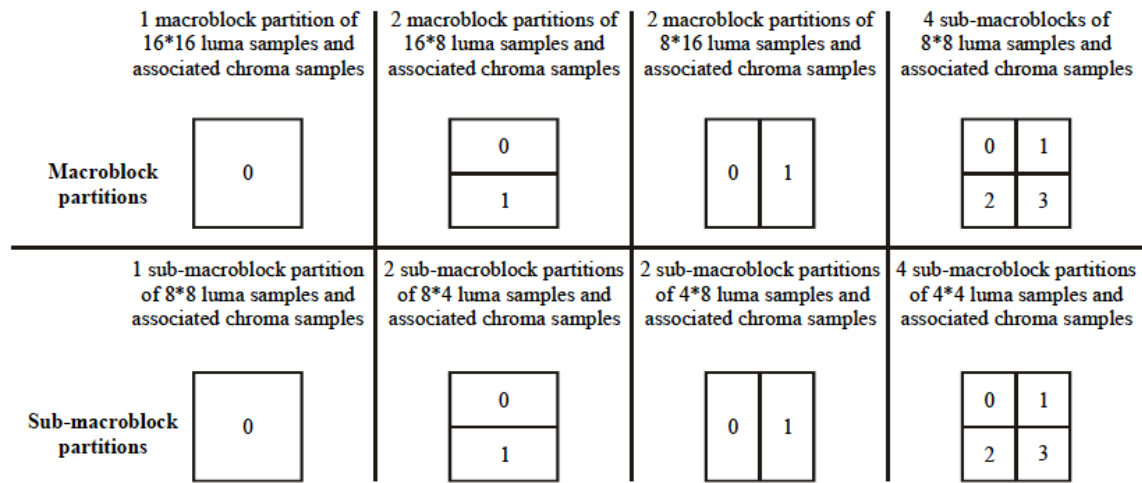 1 macroblock partition of
16*16 luma samples and
associated chroma samples
2 macroblock partitions of
16*8 luma samples and
associated chroma samples
2 macroblock partitions of
8*16 luma samples and
associated chroma samples
4 sub-macroblocks of
8*8 luma samples and
associated chroma samples
Macroblock
partitions
0
0
1
0 1
0 1
2 3
1 sub-macroblock partition
of 8*8 luma samples and
associated chroma samples
2 sub-macroblock partitions
of 8*4 luma samples and
associated chroma samples
2 sub-macroblock partitions
of 4*8 luma samples and
associated chroma samples
4 sub-macroblock partitions
of 4*4 luma samples and
associated chroma samples
Sub-macroblock
partitions
0
0
1
0 1
0 1
2 3